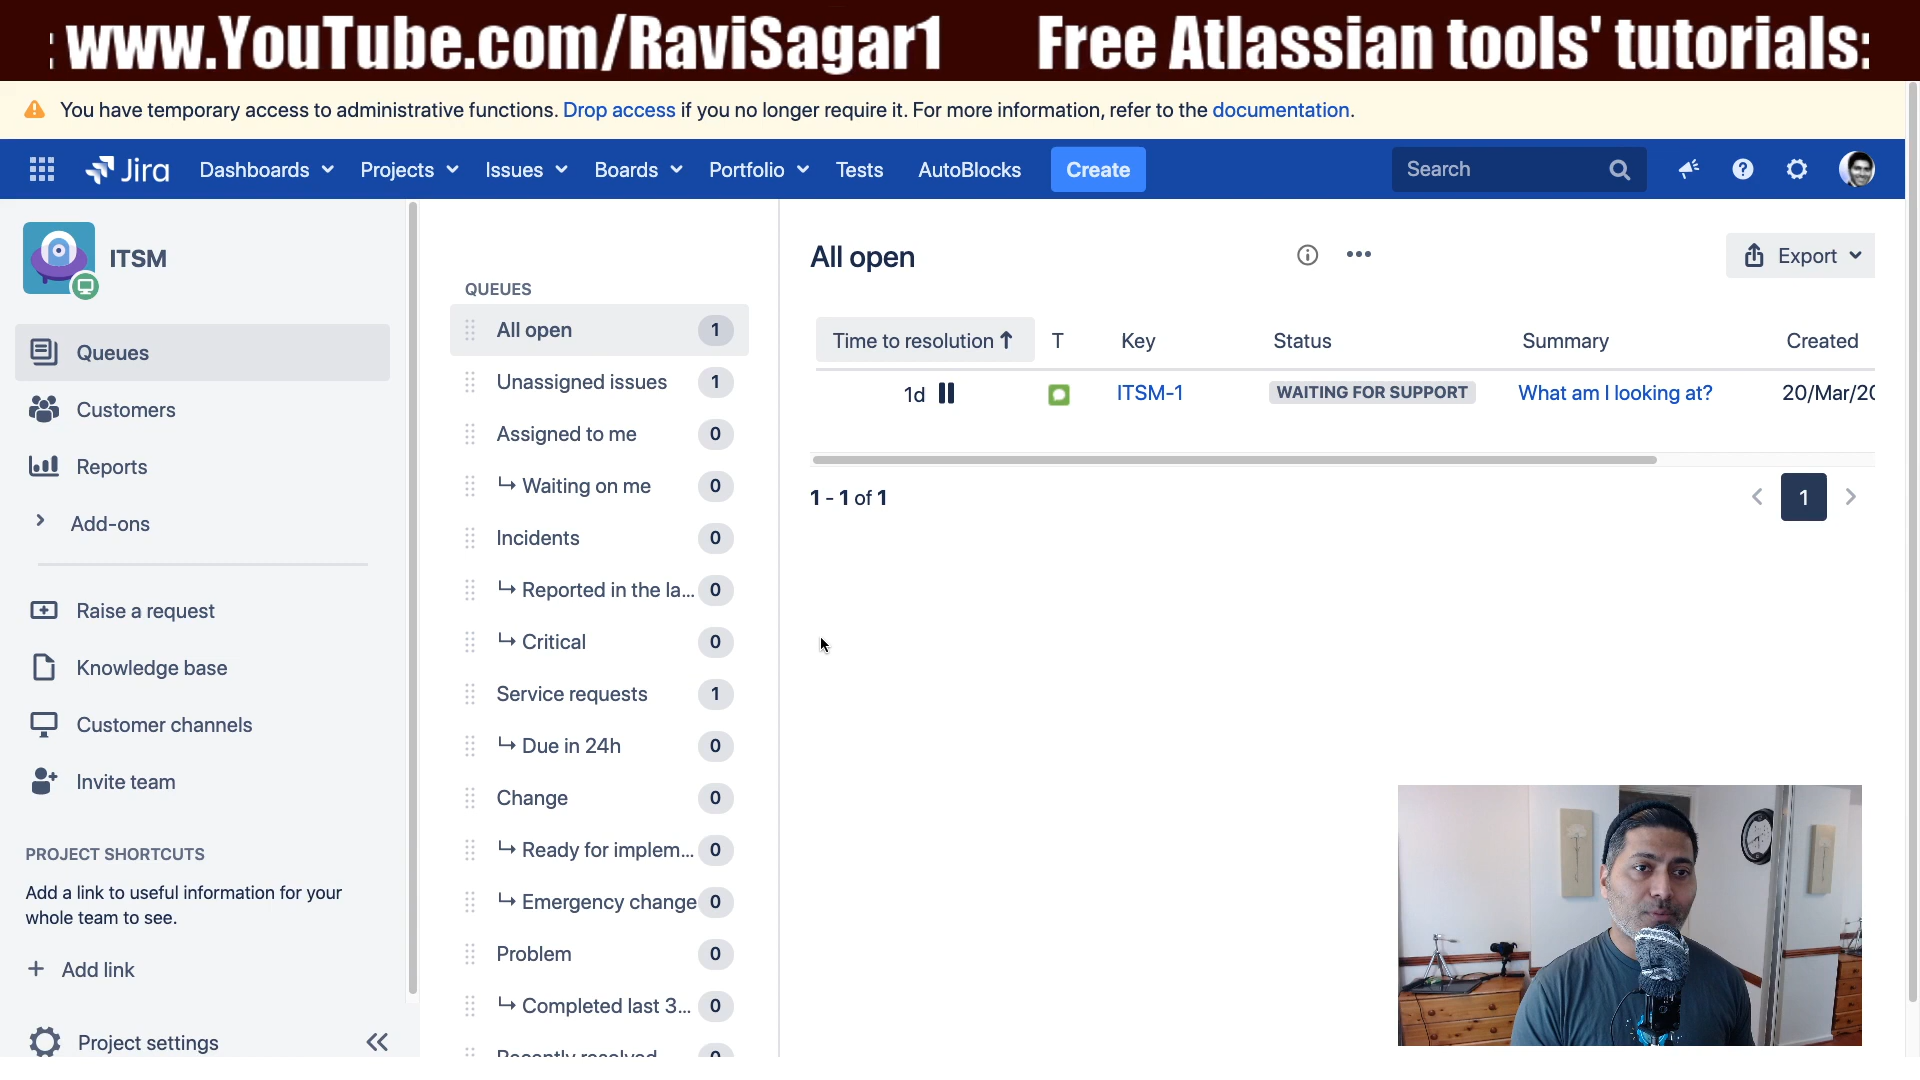 : www.YouTube.com/RaviSagar1 Free Atlassian tools' tutorials:
You have temporary access to administrative functions. Drop access if you no longer require it. For more information, refer to the documentation.
Jira Dashboards Projects Issues Boards Portfolio Tests AutoBlocks Create Search
ITSM
Queues
Customers
Reports
Add-ons
Raise a request
Knowledge base
Customer channels
Invite team
PROJECT SHORTCUTS
Add a link to useful information for your
whole team to see.
+ Add link
Project settings
QUEUES
All open 1
Unassigned issues 1
Assigned to me 0
Waiting on me 0
Incidents 0
Reported in the la... 0
Critical 0
Service requests 1
Due in 24h 0
Change 0
Ready for implem... 0
Emergency change 0
Problem 0
Completed last 3... 0
Recently resolved 0
All open
Export
Time to resolution T Key Status Summary Created
1d ITSM-1 WAITING FOR SUPPORT What am I looking at? 20/Mar/20
1 - 1 of 1
1